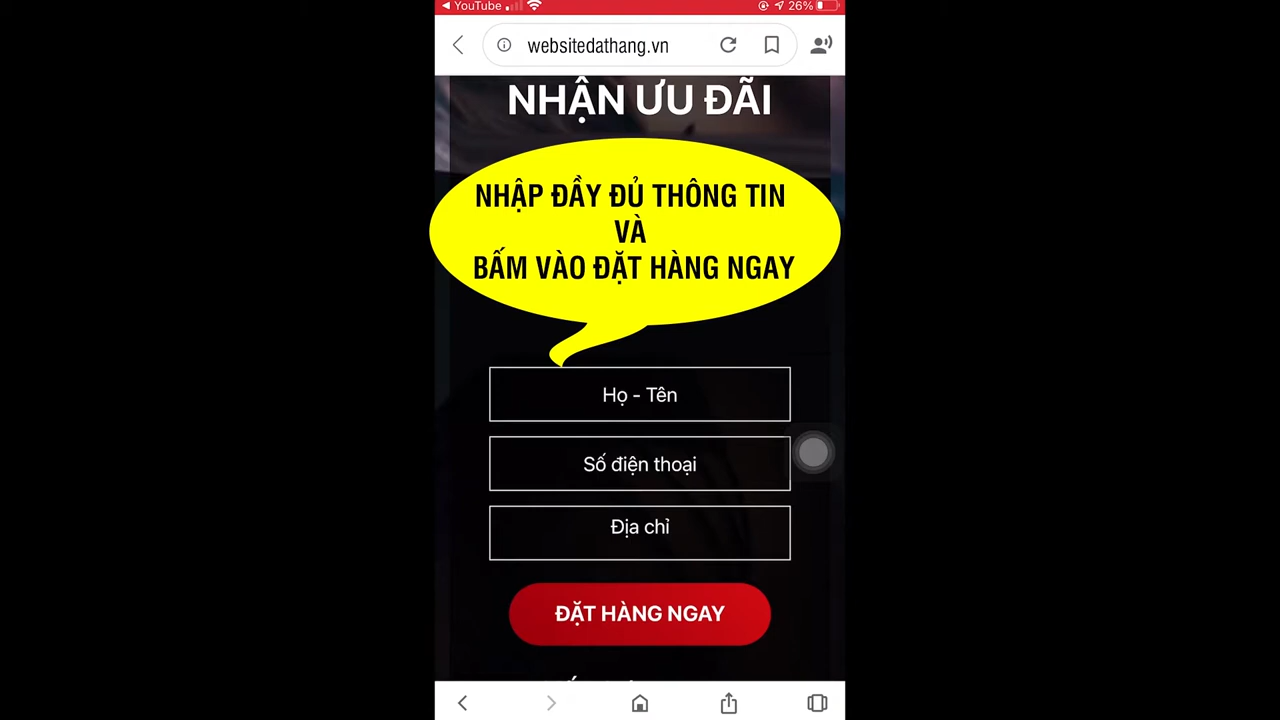 YouTube
26%
websitedathang.vn
NHẬN ƯU ĐÃI
NHẬP ĐẦY ĐỦ THÔNG TIN
VÀ
BẤM VÀO ĐẶT HÀNG NGAY
Họ - Tên
Số điện thoại
Địa chỉ
ĐẶT HÀNG NGAY